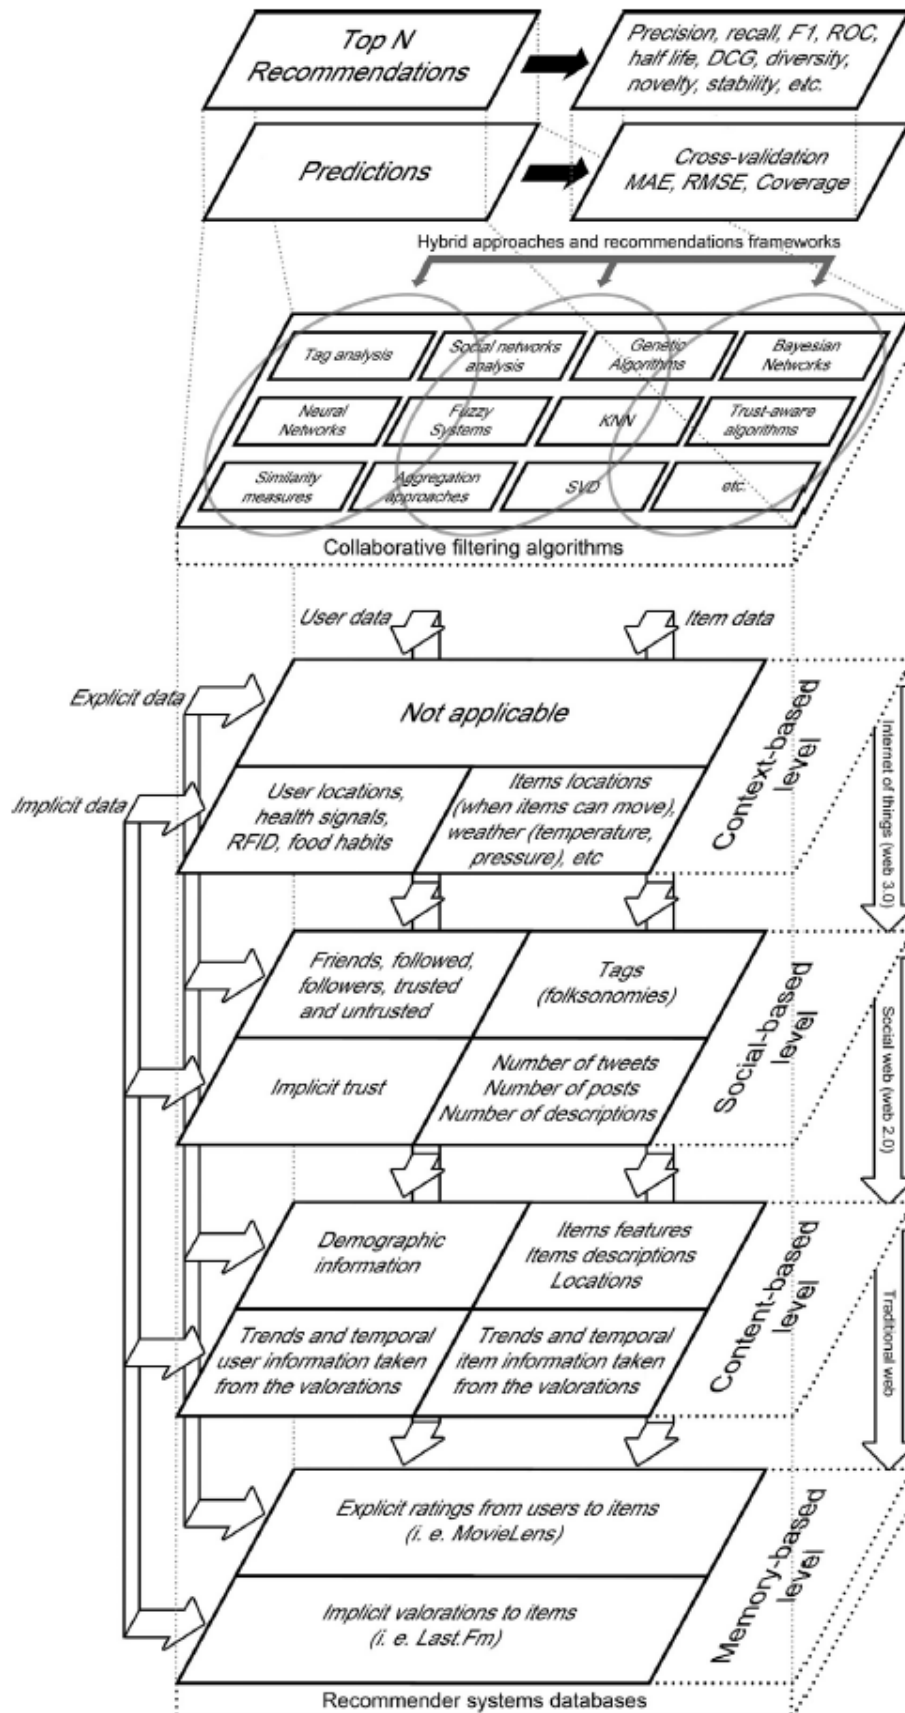 Top N
Recommendations
Precision, recall, F1, ROC,
half life, DCG, diversity,
novelty, stability, etc.
Predictions
Cross-validation
MAE, RMSE, Coverage
Hybrid approaches and recommendations frameworks
Tag analysis
Social networks
analysis
Genetic
Algorithms
Bayesian
Networks
Neural
Networks
Fuzzy
Systems
KNN
Trust-aware
algorithms
Similarity
measures
Aggregation
approaches
SVD
etc.
Collaborative filtering algorithms
User data
Item data
Explicit data
Implicit data
Not applicable
User locations,
health signals,
RFID, food habits
Items locations
(when items can move),
weather (temperature,
pressure), etc
Context-based
level
Internet of things (web 3.0)
Friends, followed,
followers, trusted
and untrusted
Tags
(folksonomies)
Implicit trust
Number of tweets
Number of posts
Number of descriptions
Social-based
level
Social web (web 2.0)
Demographic
information
Items features
Items descriptions
Locations
Trends and temporal
user information taken
from the valorations
Trends and temporal
item information taken
from the valorations
Content-based
level
Traditional web
Explicit ratings from users to items
(i. e. MovieLens)
Implicit valorations to items
(i. e. Last.Fm)
Memory-based
level
Recommender systems databases